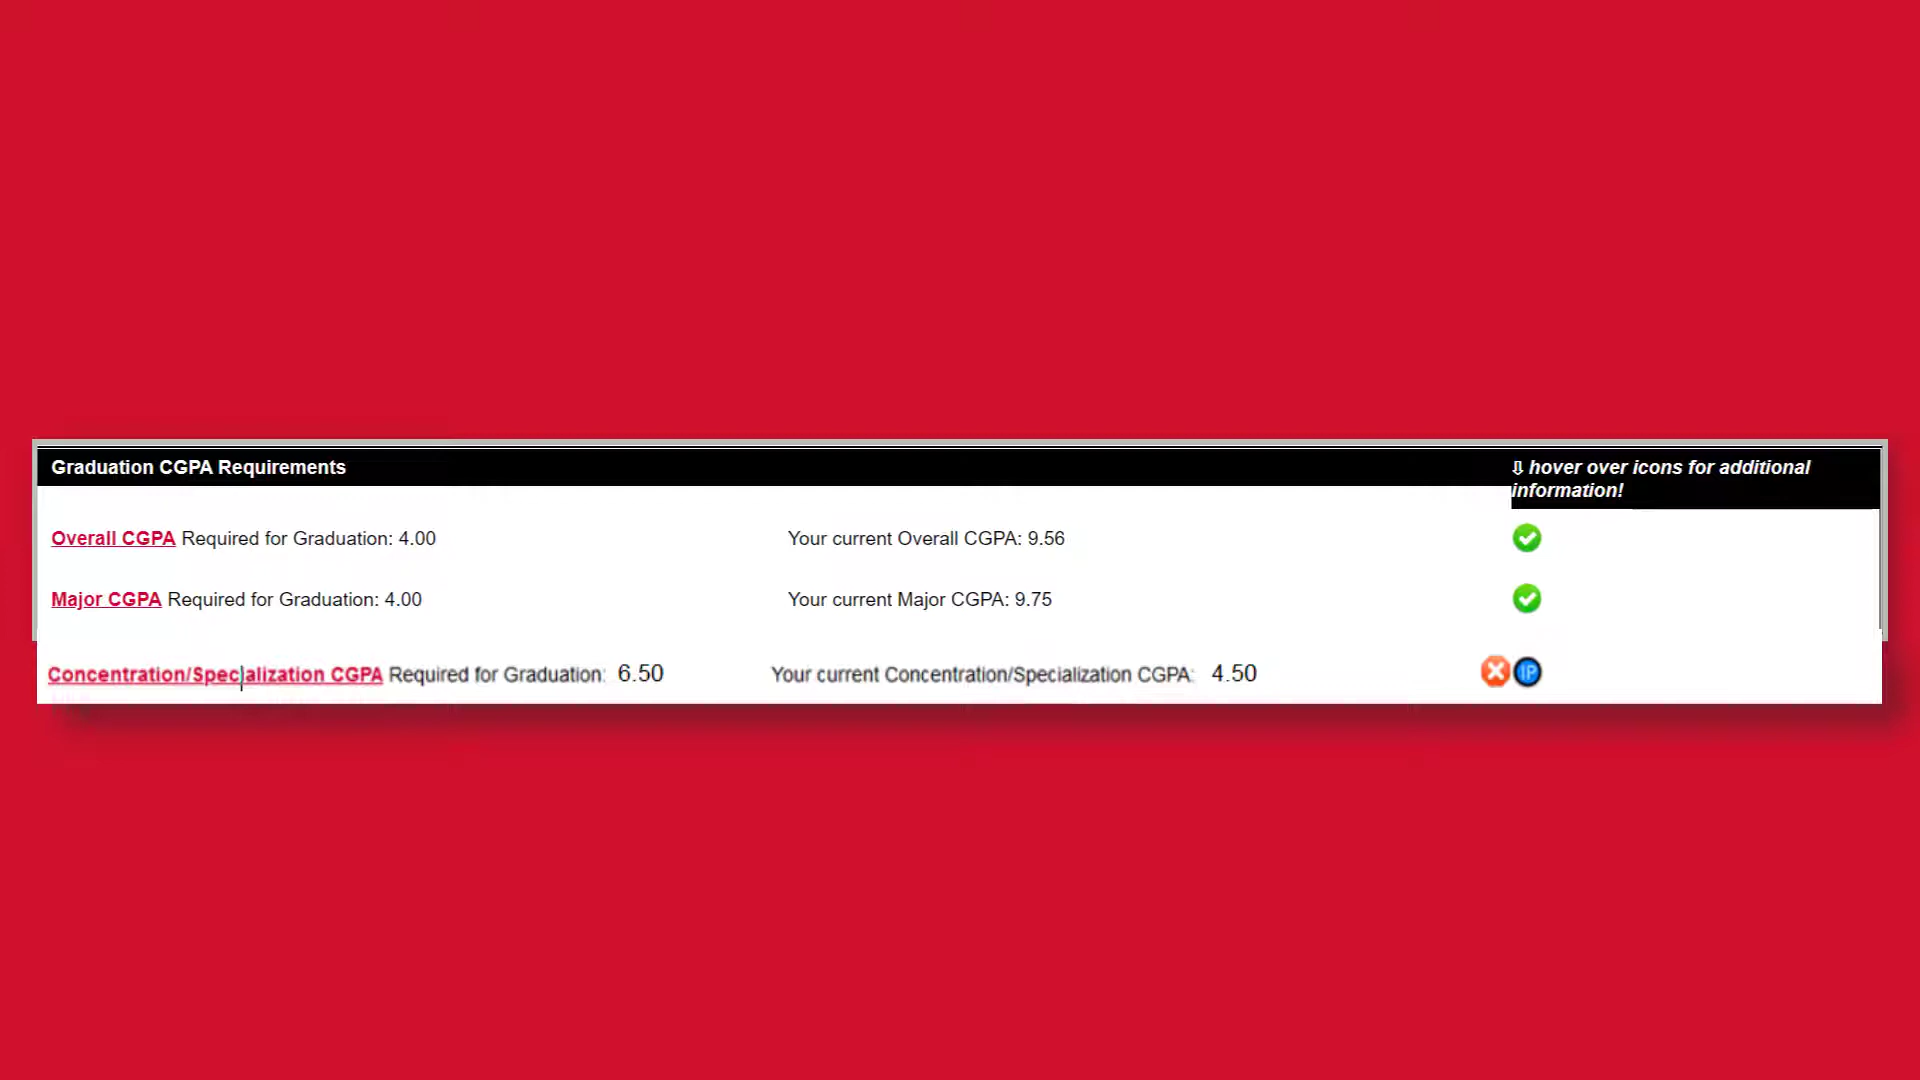 Graduation CGPA Requirements
⇩ hover over icons for additional
information!
Overall CGPA Required for Graduation: 4.00 Your current Overall CGPA: 9.56
Major CGPA Required for Graduation: 4.00 Your current Major CGPA: 9.75
Concentration/Specialization CGPA Required for Graduation: 6.50 Your current Concentration/Specialization CGPA: 4.50 IP